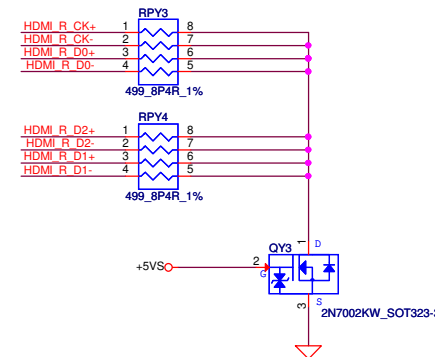 RPY3
HDMI_R_CK+ 1 8
HDMI_R_CK- 2 7
HDMI_R_D0+ 3 6
HDMI_R_D0- 4 5
499_8P4R_1%
RPY4
HDMI_R_D2+ 1 8
HDMI_R_D2- 2 7
HDMI_R_D1+ 3 6
HDMI_R_D1- 4 5
499_8P4R_1%
1 D
QY3
+5VS 2 G
3 S
2N7002KW_SOT323-